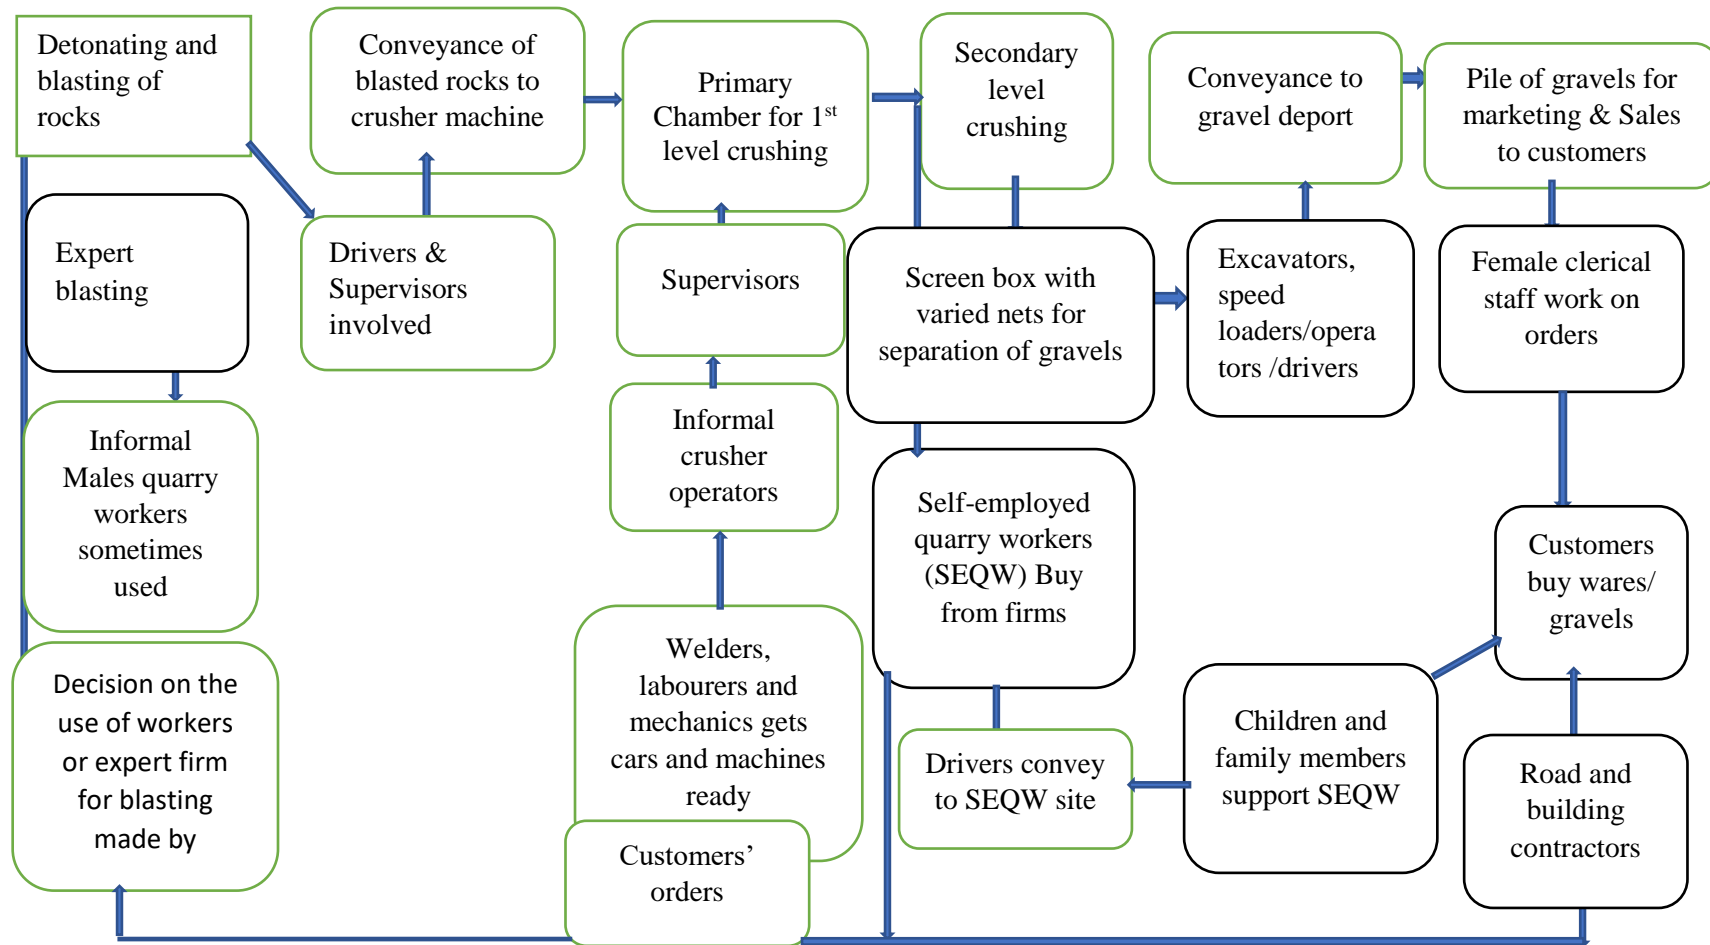 Detonating and
blasting of
rocks
Conveyance of
blasted rocks to
crusher machine
Primary
Chamber for 1st
level crushing
Secondary
level
crushing
Conveyance to
gravel deport
Pile of gravels for
marketing & Sales
to customers
Expert
blasting
Drivers &
Supervisors
involved
Supervisors
Screen box with
varied nets for
separation of gravels
Excavators,
speed
loaders/opera
tors /drivers
Female clerical
staff work on
orders
Informal
Males quarry
workers
sometimes
used
Informal
crusher
operators
Self-employed
quarry workers
(SEQW) Buy
from firms
Customers
buy wares/
gravels
Decision on the
use of workers
or expert firm
for blasting
made by
Welders,
labourers and
mechanics gets
cars and machines
ready
Drivers convey
to SEQW site
Children and
family members
support SEQW
Road and
building
contractors
Customers’
orders